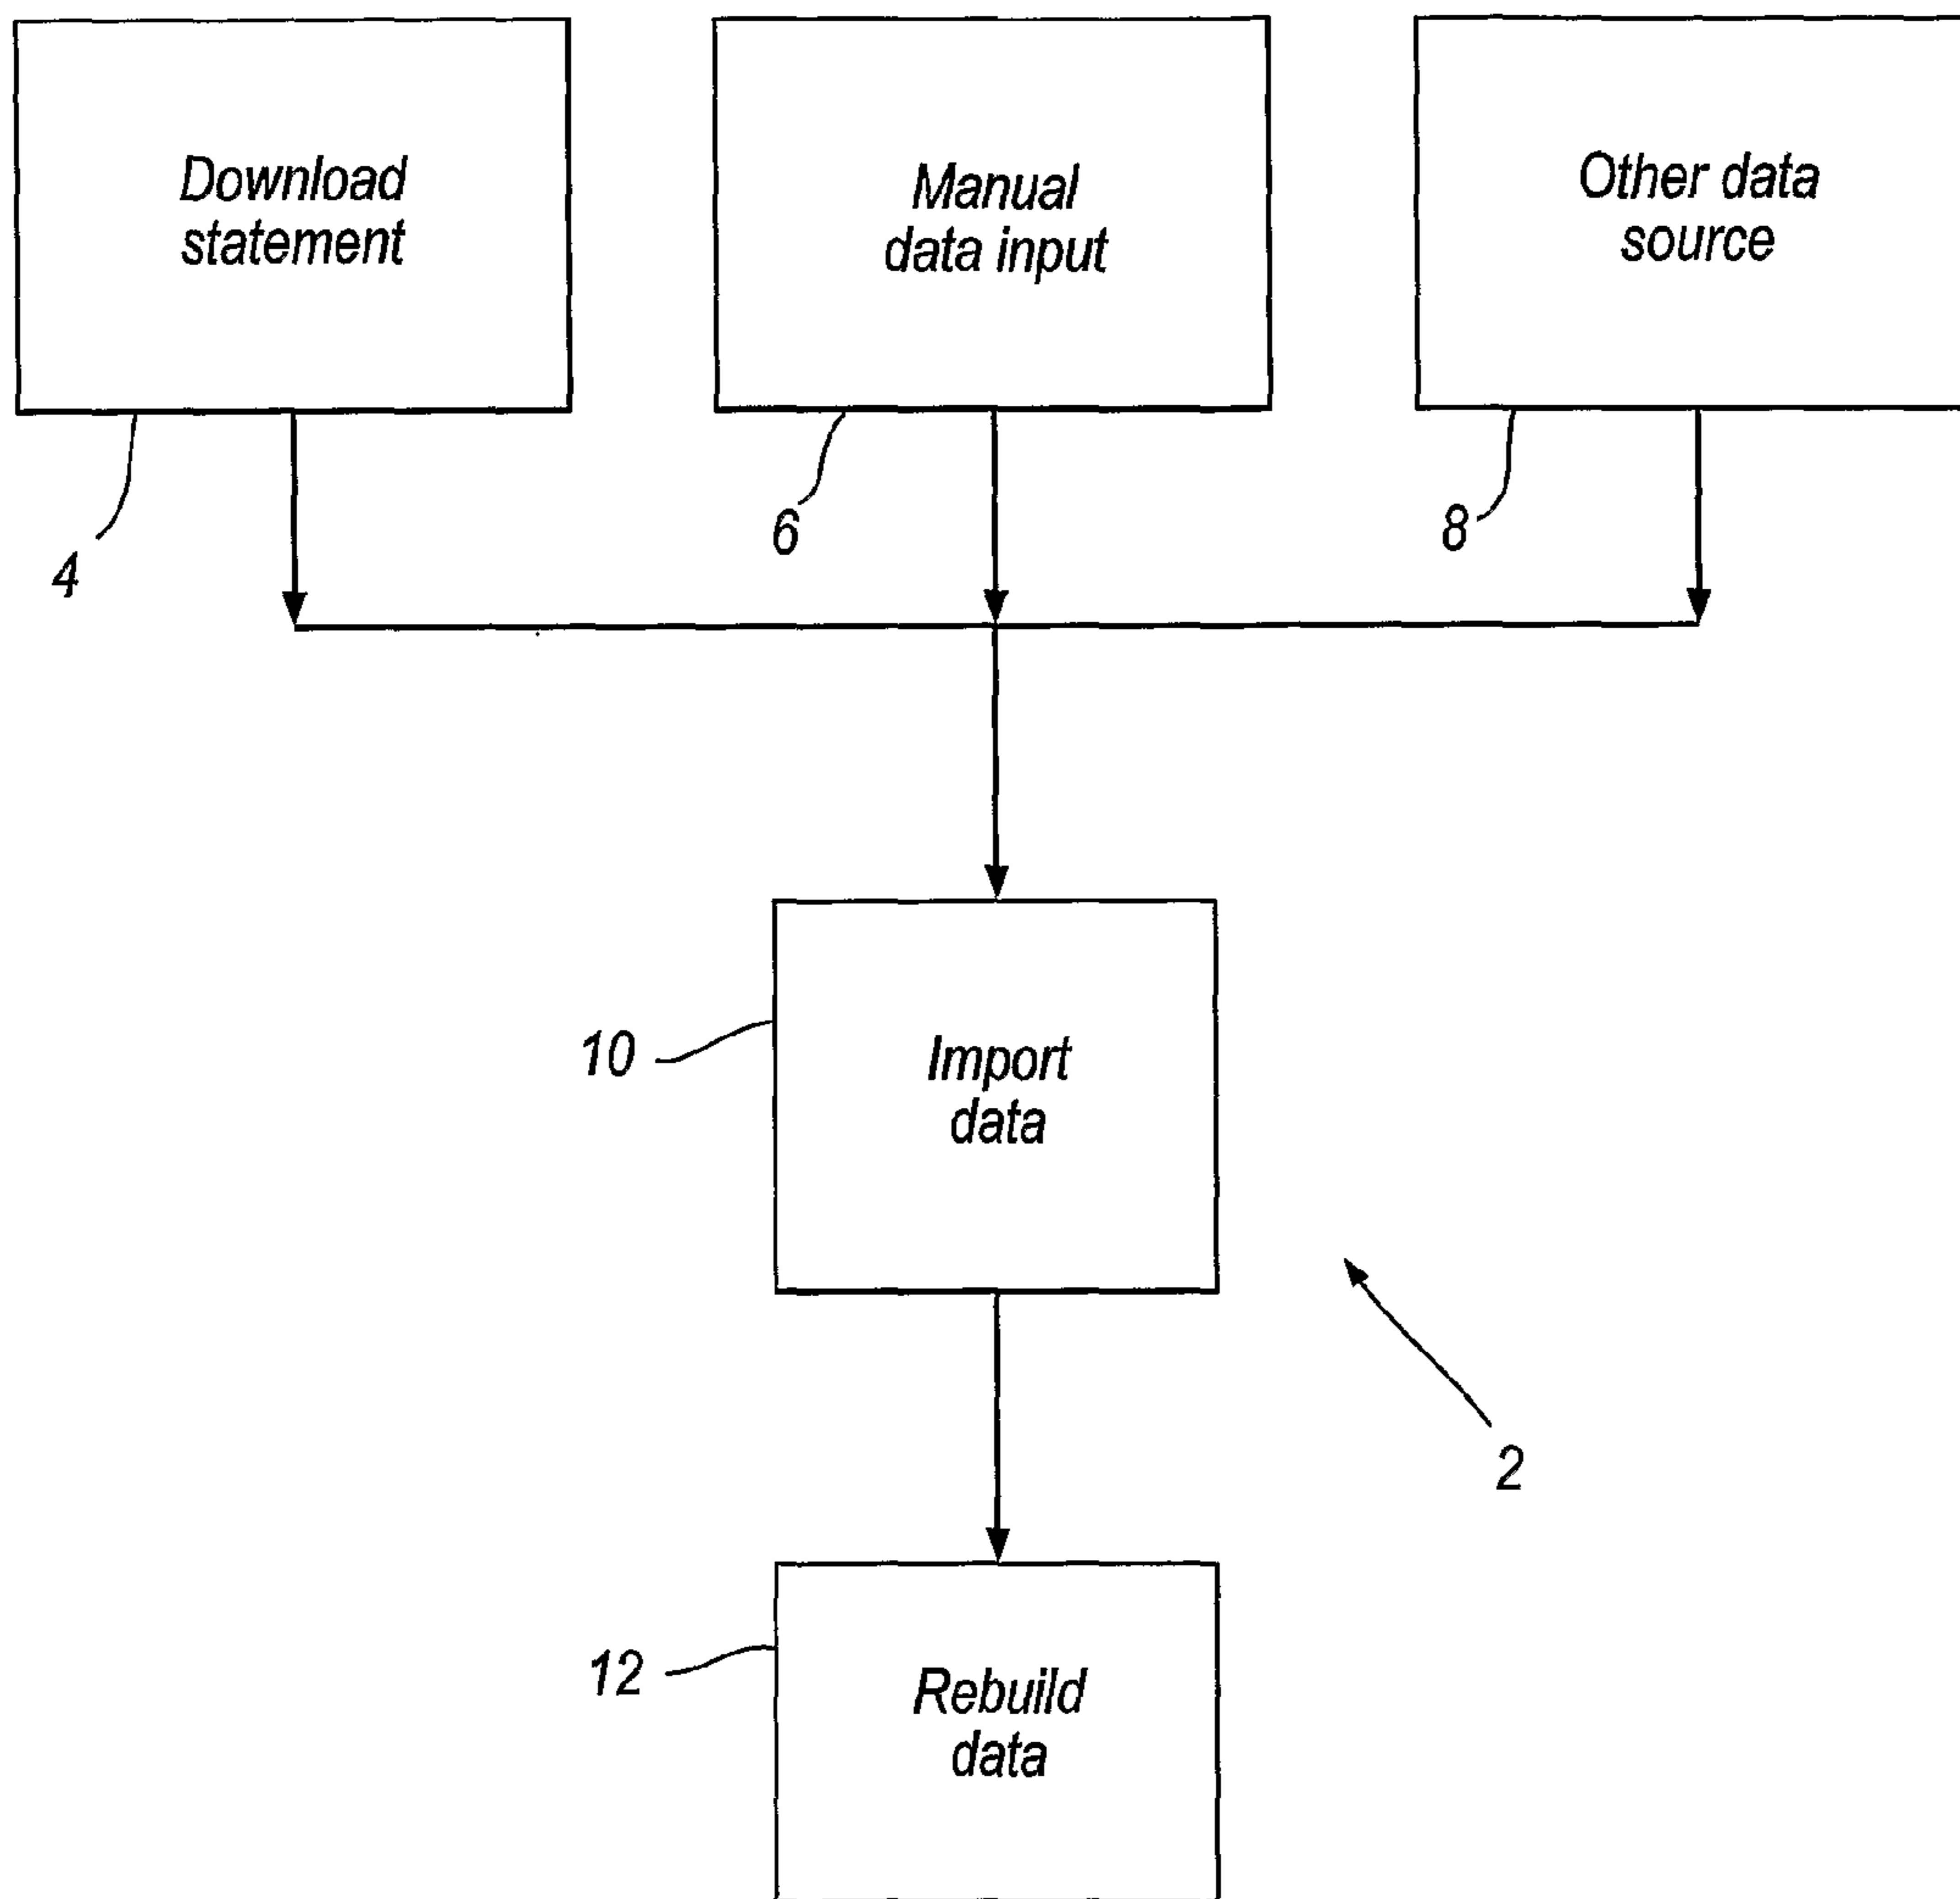 Download
statement
Manual
data input
Other data
source
4
6
8
10
Import
data
2
12
Rebuild
data